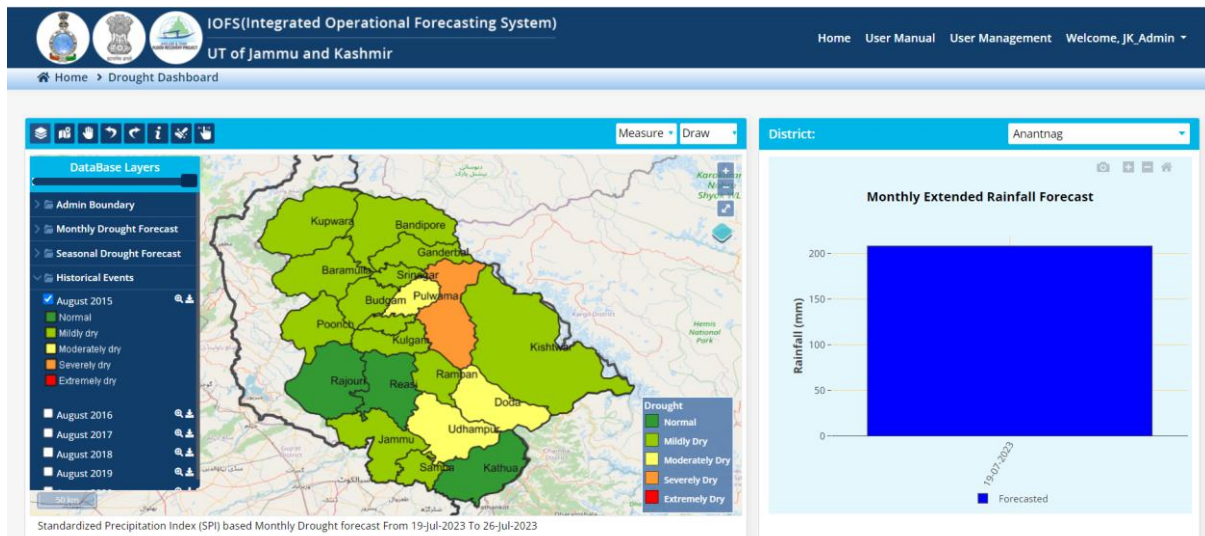 IOFS(Integrated Operational Forecasting System)
UT of Jammu and Kashmir
Home User Manual User Management Welcome, JK_Admin
Home > Drought Dashboard
Measure Draw
District: Anantnag
DataBase Layers
Admin Boundary
Monthly Drought Forecast
Seasonal Drought Forecast
Historical Events
August 2015
Normal
Mildly dry
Moderately dry
Severely dry
Extremely dry
August 2016
August 2017
August 2018
August 2019
50 km
Kupwara
Bandipore
Ganderbal
Baramulla
Srinagar
Budgam
Pulwama
Poonch
Kulgam
Kishtwar
Rajouri
Reasi
Ramban
Doda
Udhampur
Jammu
Samba
Kathua
Hemis
National
Park
Drought
Normal
Mildly Dry
Moderately Dry
Severely Dry
Extremely Dry
Standardized Precipitation Index (SPI) based Monthly Drought forecast From 19-Jul-2023 To 26-Jul-2023
Monthly Extended Rainfall Forecast
Rainfall (mm)
200
150
100
50
0
19-07-2023
Forecasted